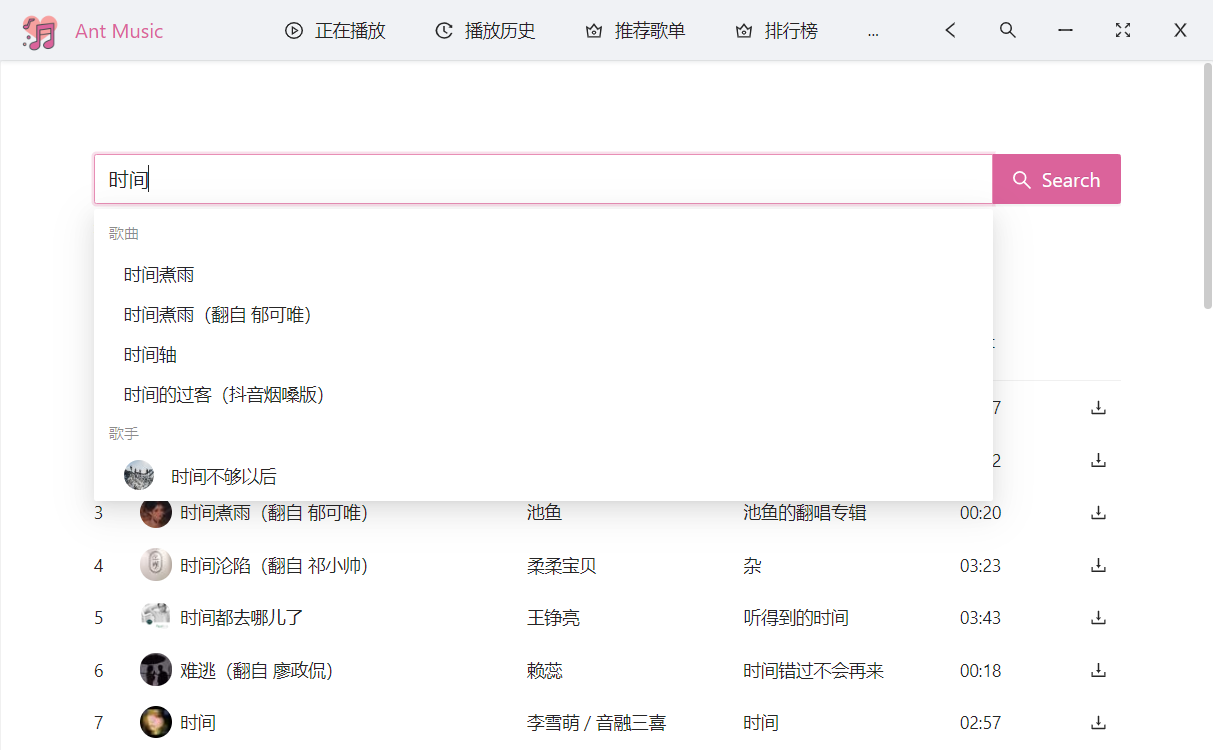 Ant Music 正在播放 播放历史 推荐歌单 排行榜 ...
时间 Search
歌曲
时间煮雨
时间煮雨（翻自 郁可唯）
时间轴
时间的过客（抖音烟嗓版）
歌手
时间不够以后
3 时间煮雨（翻自 郁可唯） 池鱼 池鱼的翻唱专辑 00:20
4 时间沦陷（翻自 祁小帅） 柔柔宝贝 杂 03:23
5 时间都去哪儿了 王铮亮 听得到的时间 03:43
6 难逃（翻自 廖政侃） 赖蕊 时间错过不会再来 00:18
7 时间 李雪萌 / 音融三喜 时间 02:57